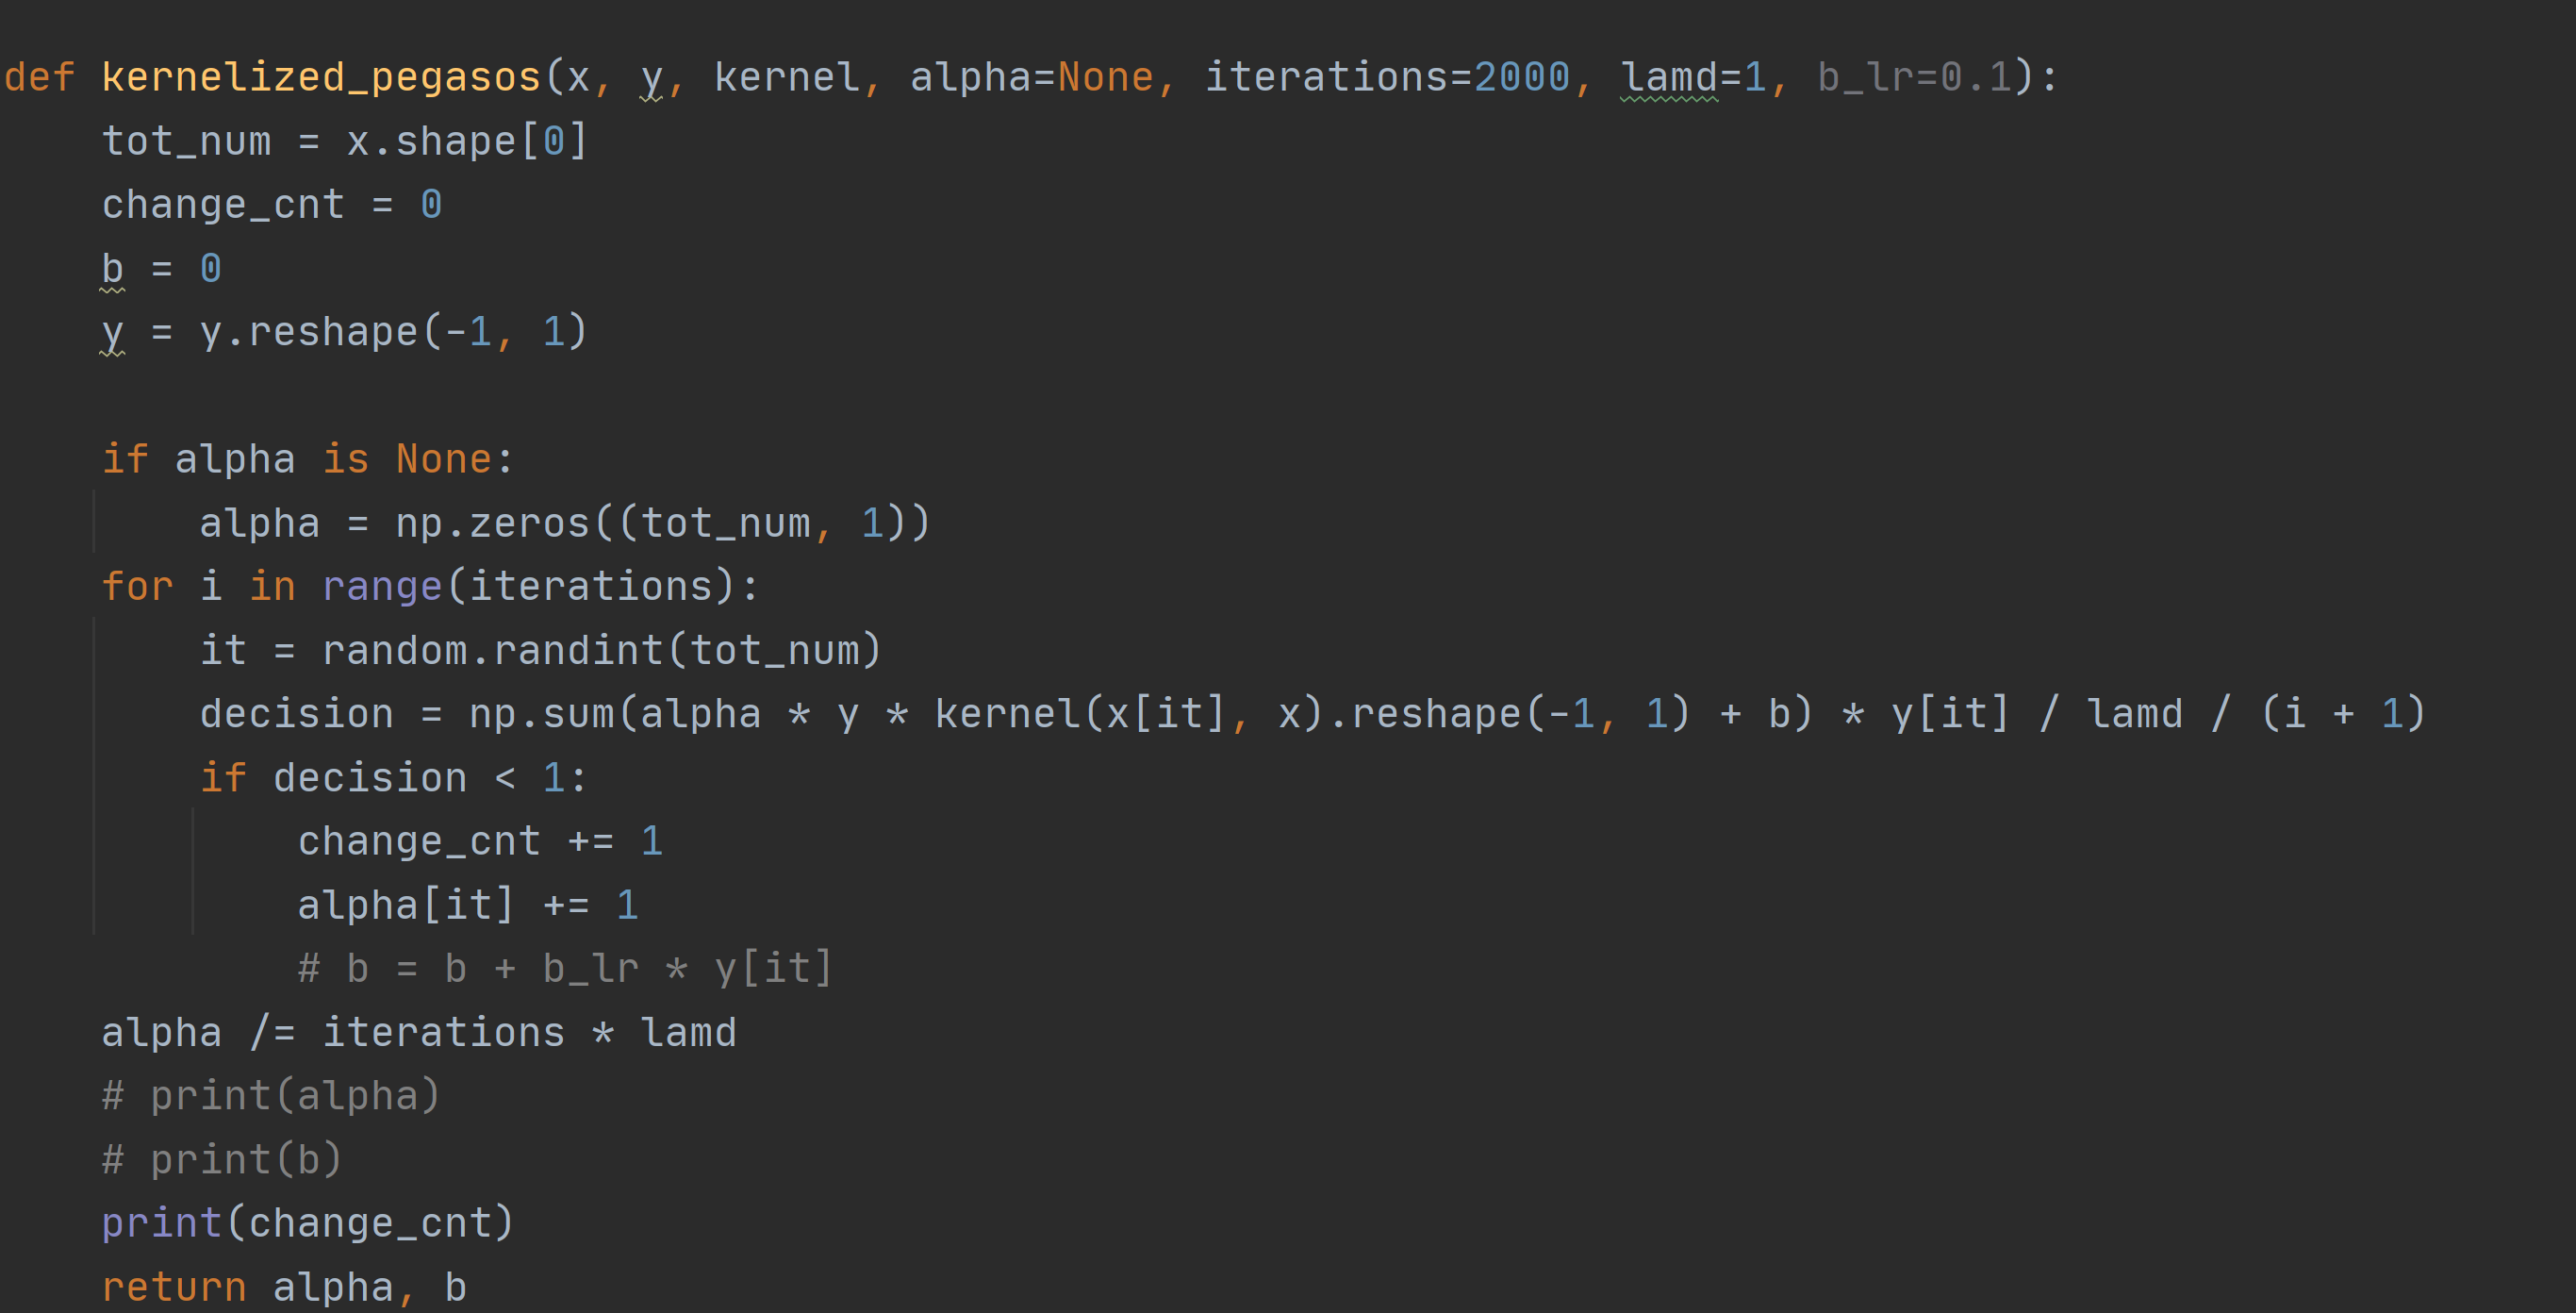 def kernelized_pegasos(x, y, kernel, alpha=None, iterations=2000, lamd=1, b_lr=0.1):
    tot_num = x.shape[0]
    change_cnt = 0
    b = 0
    y = y.reshape(-1, 1)

    if alpha is None:
        alpha = np.zeros((tot_num, 1))
    for i in range(iterations):
        it = random.randint(tot_num)
        decision = np.sum(alpha * y * kernel(x[it], x).reshape(-1, 1) + b) * y[it] / lamd / (i + 1)
        if decision < 1:
            change_cnt += 1
            alpha[it] += 1
            # b = b + b_lr * y[it]
    alpha /= iterations * lamd
    # print(alpha)
    # print(b)
    print(change_cnt)
    return alpha, b